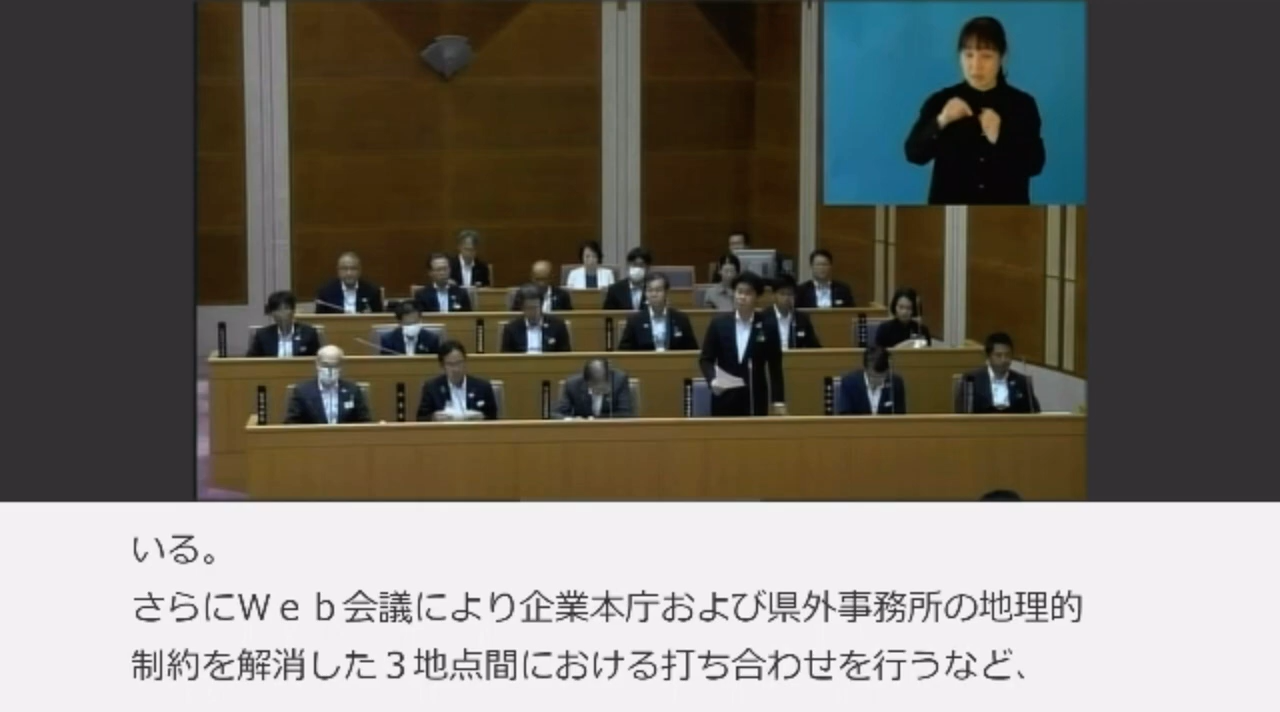 いる。
さらにＷｅｂ会議により企業本庁および県外事務所の地理的
制約を解消した３地点間における打ち合わせを行うなど、